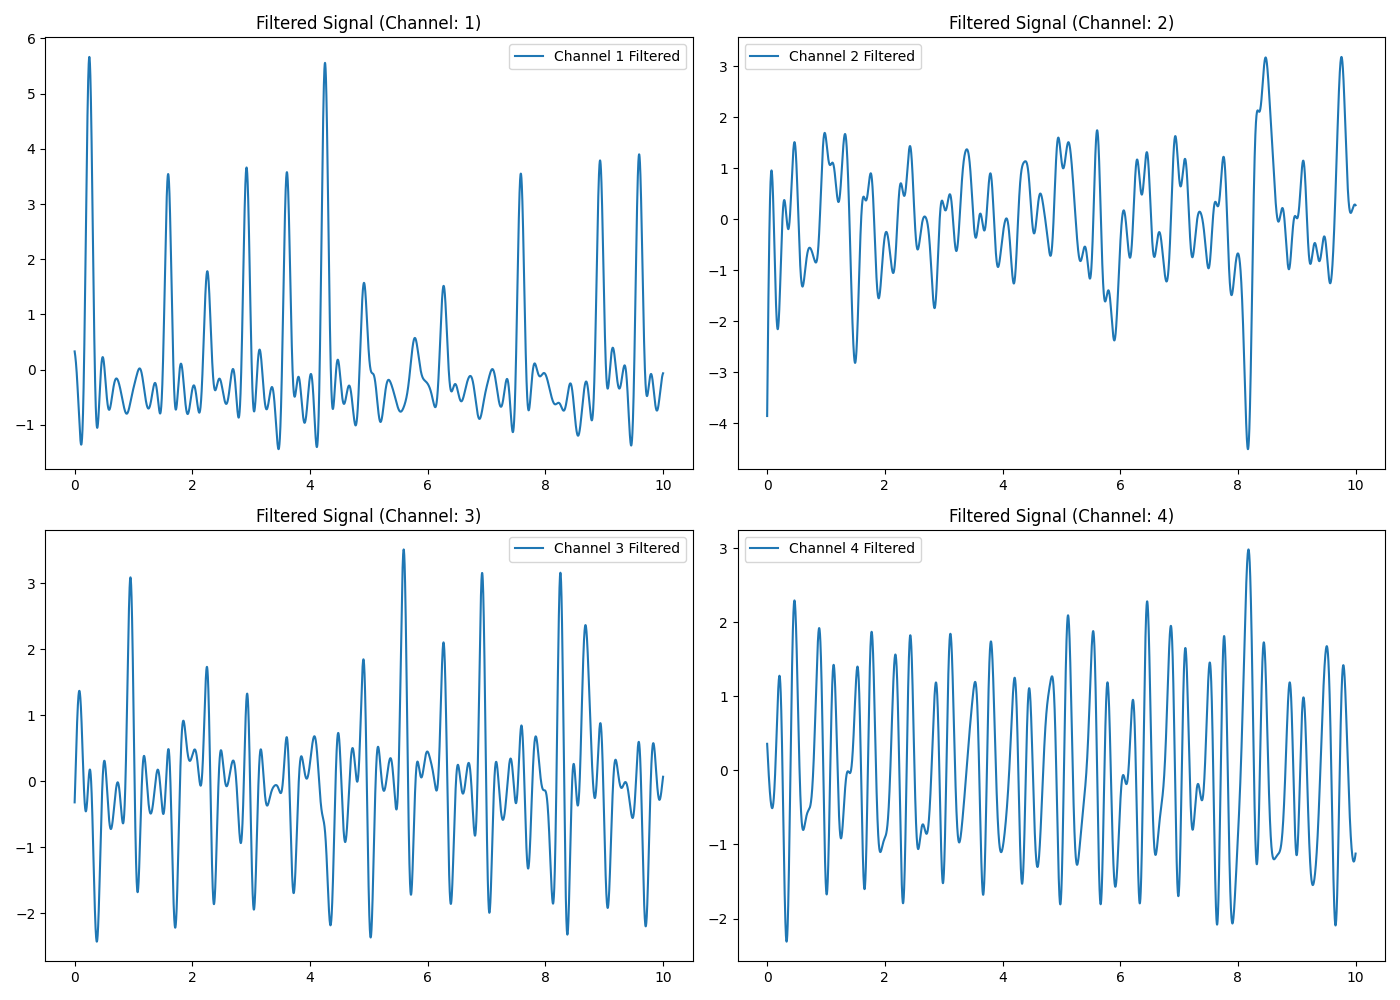 Filtered Signal (Channel: 1)
Channel 1 Filtered
6
5
4
3
2
1
0
−1
0 2 4 6 8 10
Filtered Signal (Channel: 2)
Channel 2 Filtered
3
2
1
0
−1
−2
−3
−4
0 2 4 6 8 10
Filtered Signal (Channel: 3)
Channel 3 Filtered
3
2
1
0
−1
−2
0 2 4 6 8 10
Filtered Signal (Channel: 4)
Channel 4 Filtered
3
2
1
0
−1
−2
0 2 4 6 8 10